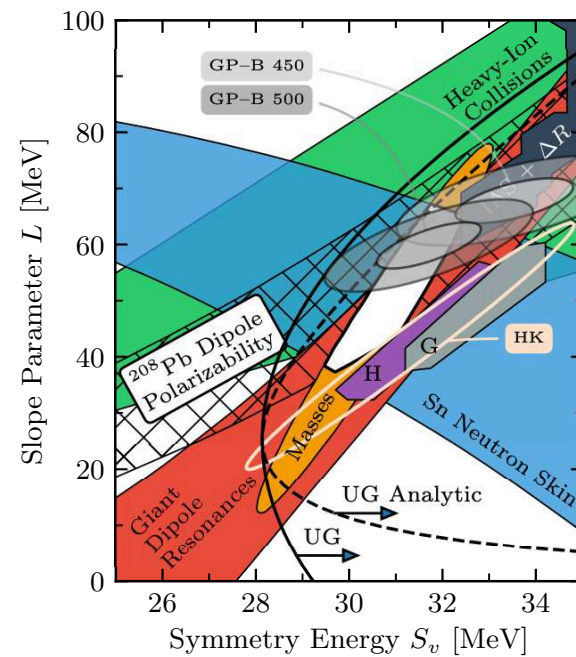 100
80
60
40
20
0
26
28
30
32
34
Slope Parameter L [MeV]
Symmetry Energy Sᵥ [MeV]
GP–B 450
GP–B 500
Heavy-Ion
Collisions
× ΔR
²⁰⁸Pb Dipole
Polarizability
HK
G
H
Masses
Sn Neutron Skin
Giant
Dipole
Resonances
UG Analytic
UG